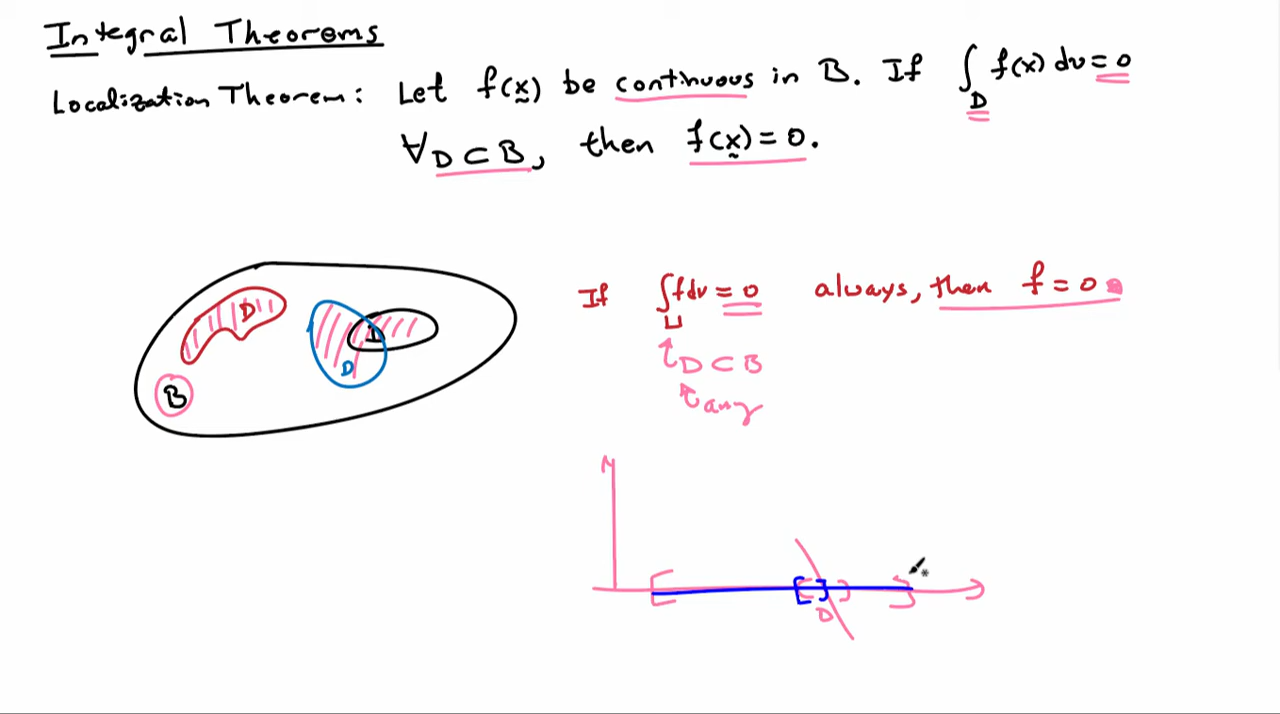 Integral Theorems
Localization Theorem: Let f(x) be continuous in B. If ∫_D f(x) dv = 0
∀ D ⊂ B, then f(x) = 0.
If ∫ f dv = 0 always, then f = 0
D ⊂ B
any
D
D
D
B
D